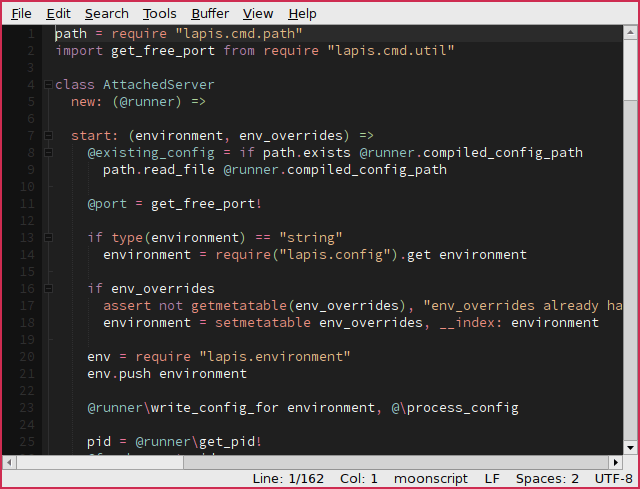 File Edit Search Tools Buffer View Help
1 path = require "lapis.cmd.path"
2 import get_free_port from require "lapis.cmd.util"
3
4 class AttachedServer
5   new: (@runner) =>
6
7   start: (environment, env_overrides) =>
8     @existing_config = if path.exists @runner.compiled_config_path
9       path.read_file @runner.compiled_config_path
10
11     @port = get_free_port!
12
13     if type(environment) == "string"
14       environment = require("lapis.config").get environment
15
16     if env_overrides
17       assert not getmetatable(env_overrides), "env_overrides already ha
18       environment = setmetatable env_overrides, __index: environment
19
20     env = require "lapis.environment"
21     env.push environment
22
23     @runner\write_config_for environment, @\process_config
24
25     pid = @runner\get_pid!
Line: 1/162 Col: 1 moonscript LF Spaces: 2 UTF-8